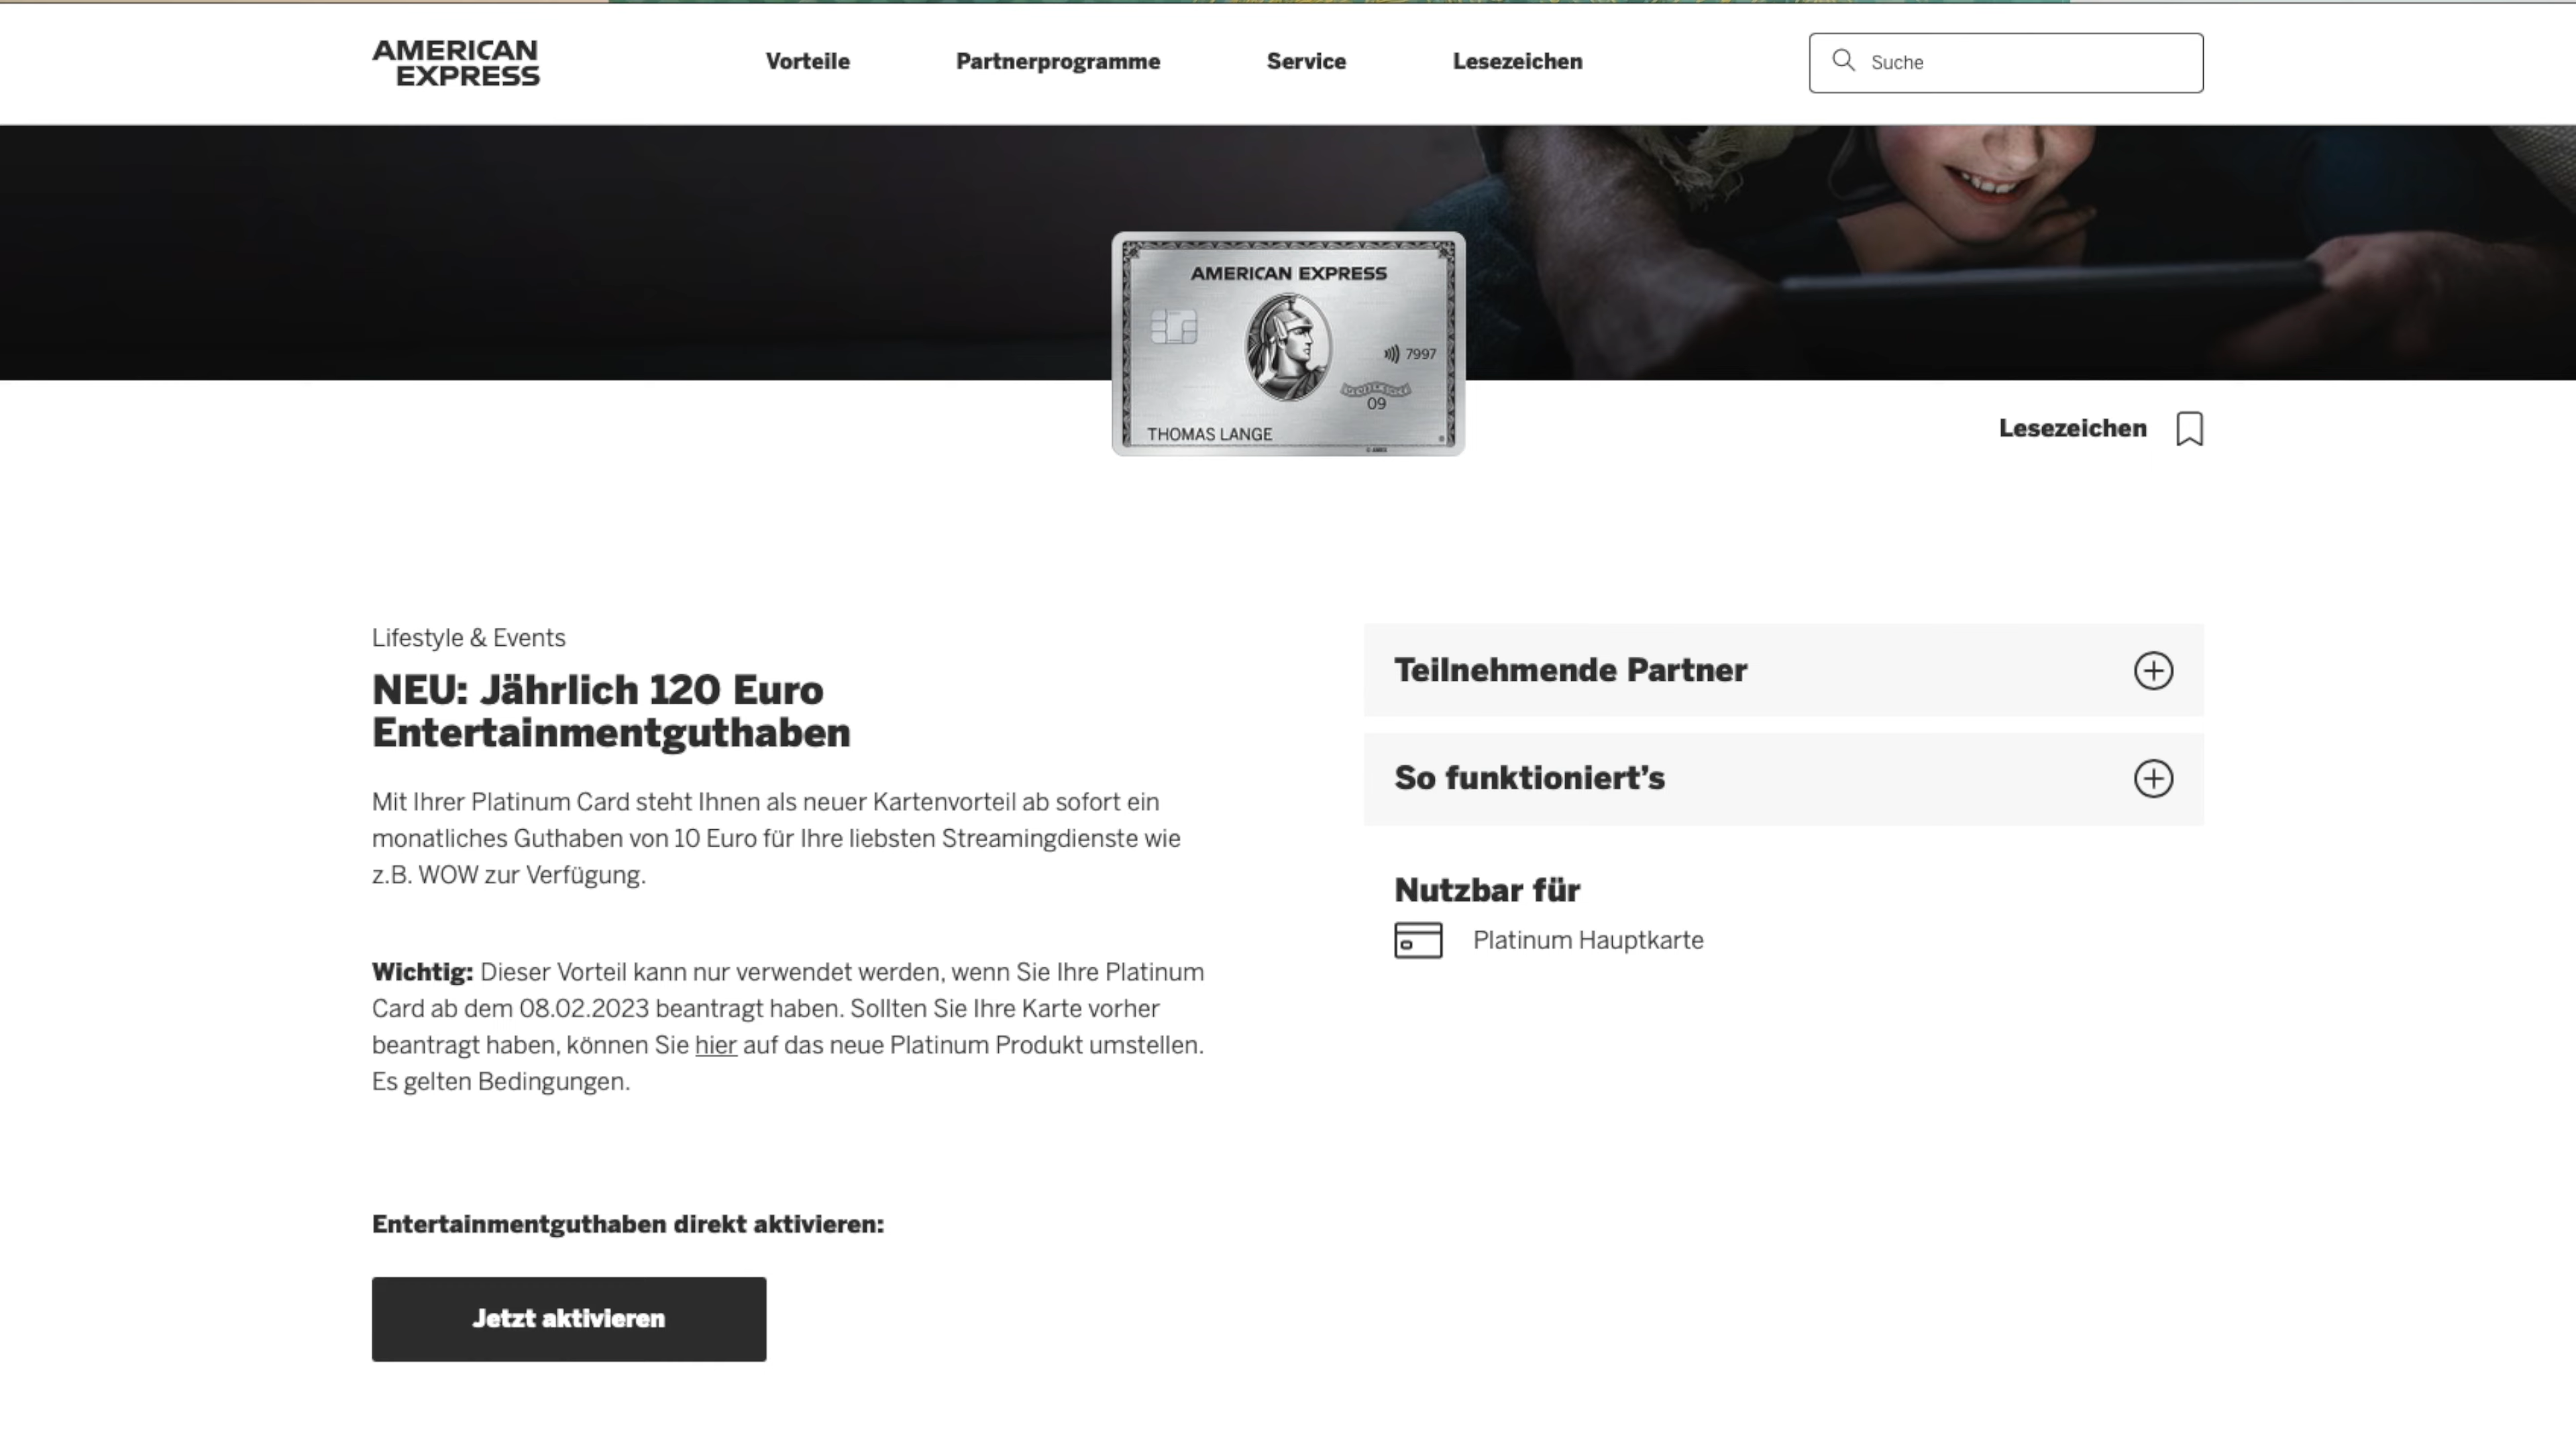 AMERICAN
EXPRESS
Vorteile
Partnerprogramme
Service
Lesezeichen
Suche
AMERICAN EXPRESS
7997
MEMBER SINCE
09
THOMAS LANGE
© AMEX
Lesezeichen
Lifestyle & Events
NEU: Jährlich 120 Euro
Entertainmentguthaben
Mit Ihrer Platinum Card steht Ihnen als neuer Kartenvorteil ab sofort ein
monatliches Guthaben von 10 Euro für Ihre liebsten Streamingdienste wie
z.B. WOW zur Verfügung.
Wichtig: Dieser Vorteil kann nur verwendet werden, wenn Sie Ihre Platinum
Card ab dem 08.02.2023 beantragt haben. Sollten Sie Ihre Karte vorher
beantragt haben, können Sie hier auf das neue Platinum Produkt umstellen.
Es gelten Bedingungen.
Entertainmentguthaben direkt aktivieren:
Jetzt aktivieren
Teilnehmende Partner
So funktioniert’s
Nutzbar für
Platinum Hauptkarte